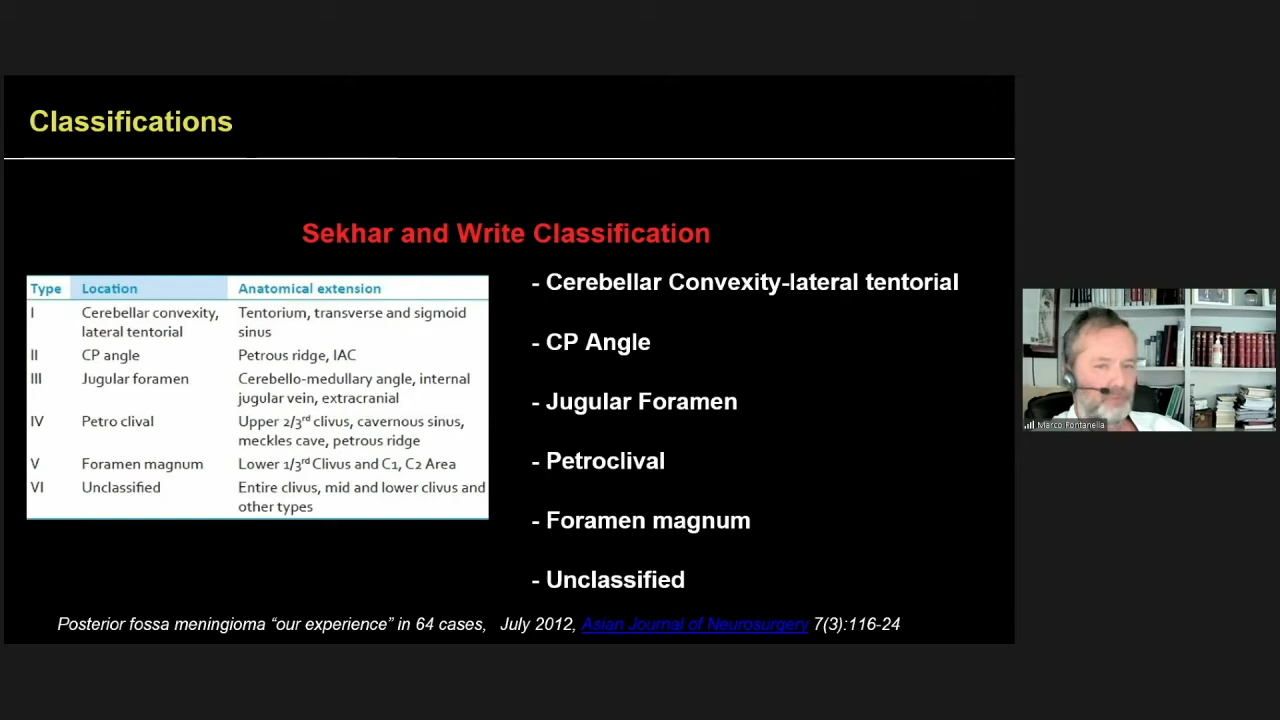 Classifications
Sekhar and Write Classification
Type Location Anatomical extension
I Cerebellar convexity, Tentorium, transverse and sigmoid
lateral tentorial sinus
II CP angle Petrous ridge, IAC
III Jugular foramen Cerebello-medullary angle, internal
jugular vein, extracranial
IV Petro clival Upper 2/3rd clivus, cavernous sinus,
meckles cave, petrous ridge
V Foramen magnum Lower 1/3rd Clivus and C1, C2 Area
VI Unclassified Entire clivus, mid and lower clivus and
other types
- Cerebellar Convexity-lateral tentorial
- CP Angle
- Jugular Foramen
- Petroclival
- Foramen magnum
- Unclassified
Posterior fossa meningioma “our experience” in 64 cases, July 2012, Asian Journal of Neurosurgery 7(3):116-24
Marco Fontanella